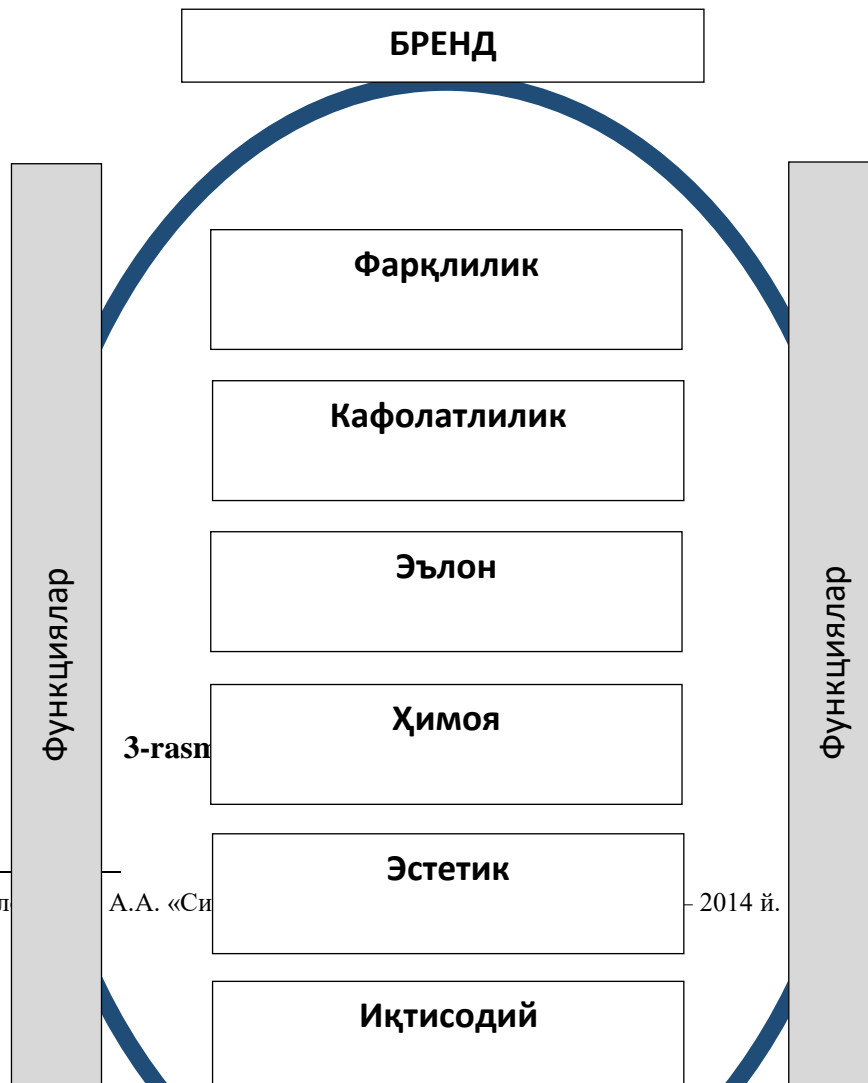 БРЕНД
Фарқлилик
Кафолатлилик
Эълон
Функциялар
Функциялар
Ҳимоя
3-rasm
Эстетик
А.А. «Си
- 2014 й.
Иқтисодий